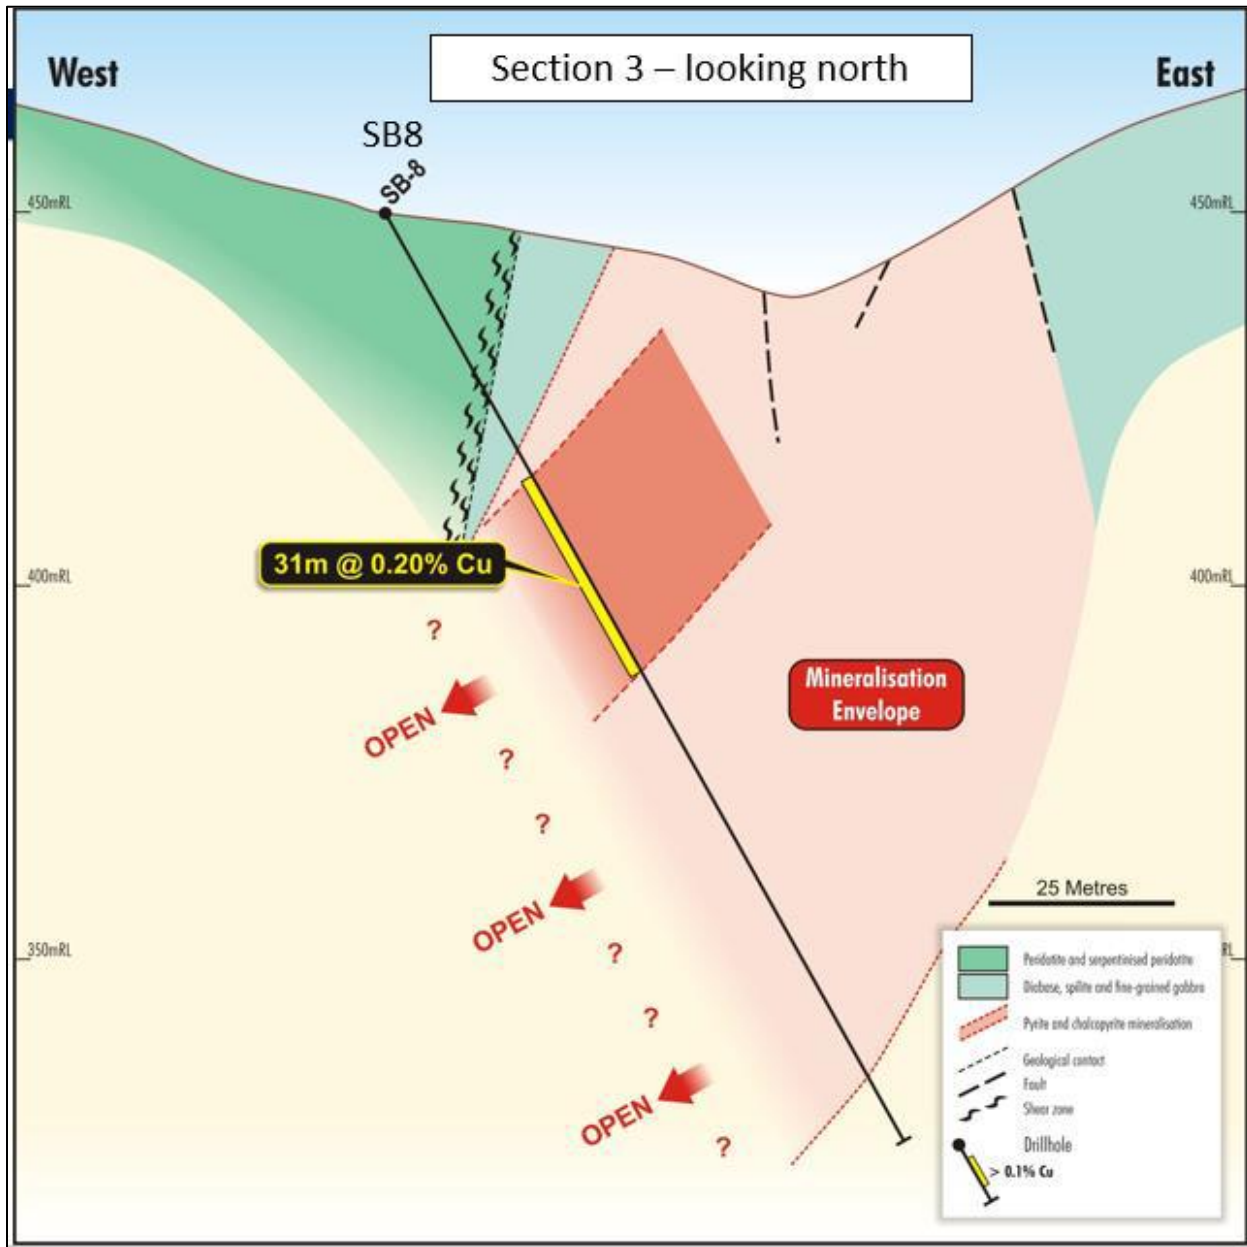 Section 3 – looking north
West
East
SB8
SB-8
450mRL
450mRL
31m @ 0.20% Cu
400mRL
400mRL
?
Mineralisation
Envelope
OPEN
?
?
25 Metres
OPEN
?
350mRL
RL
?
OPEN
?
Peridotite and serpentinised peridotite
Diabase, spilite and fine-grained gabbro
Pyrite and chalcopyrite mineralisation
Geological contact
Fault
Shear zone
Drillhole
> 0.1% Cu